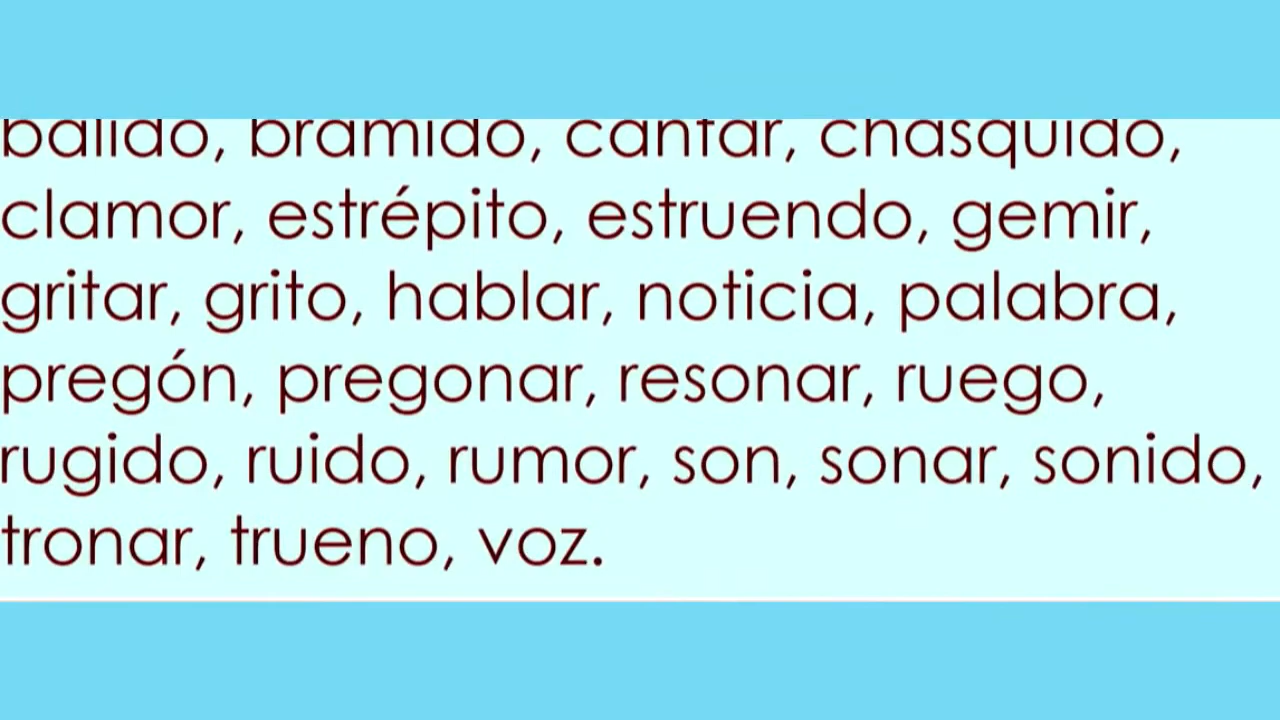 balido, bramido, cantar, chasquido,
clamor, estrépito, estruendo, gemir,
gritar, grito, hablar, noticia, palabra,
pregón, pregonar, resonar, ruego,
rugido, ruido, rumor, son, sonar, sonido,
tronar, trueno, voz.